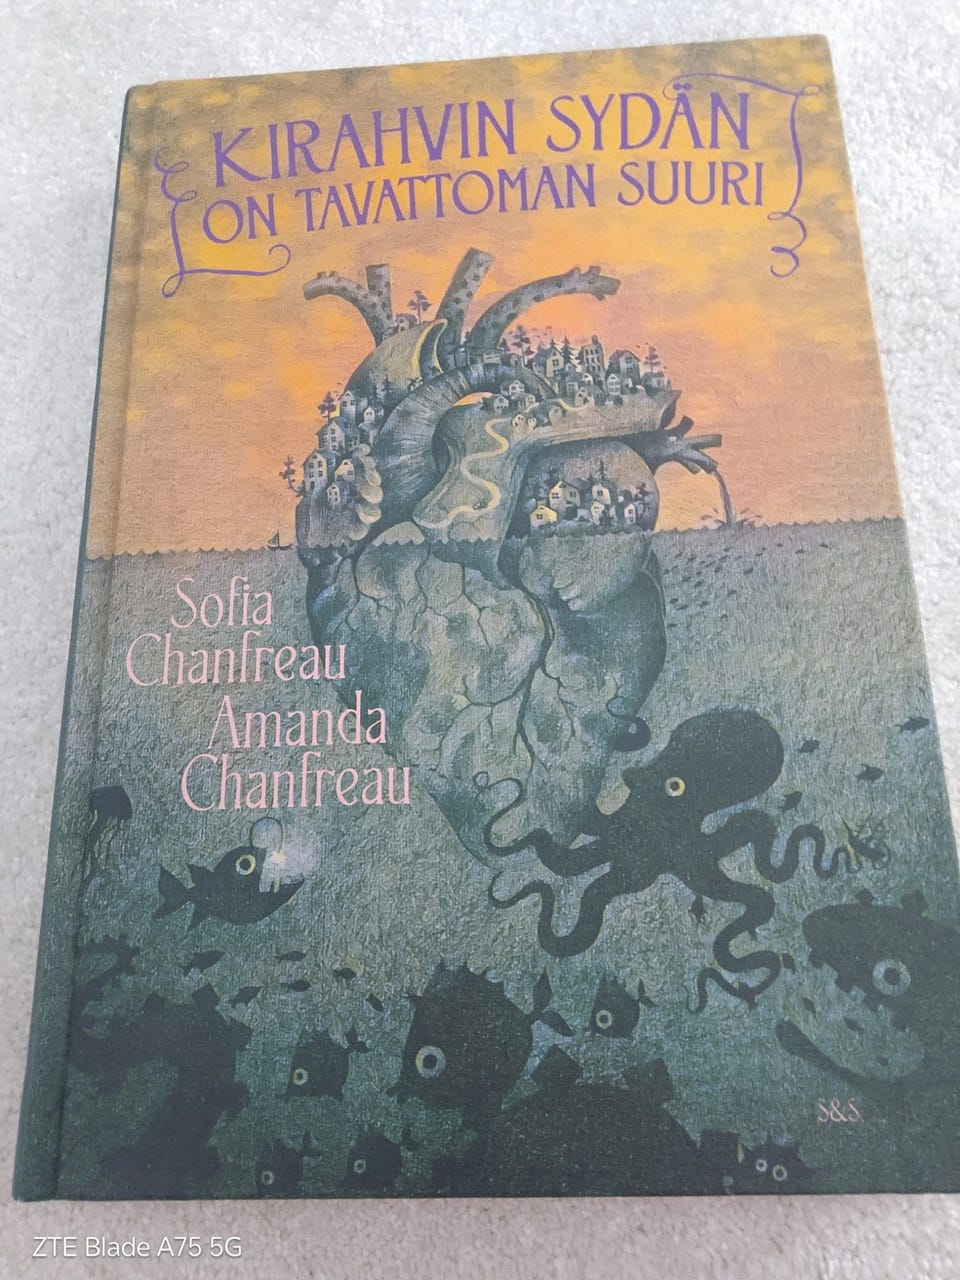 KIRAHVIN SYDÄN
ON TAVATTOMAN SUURI
Sofia
Chanfreau
Amanda
Chanfreau
S&S
ZTE Blade A75 5G